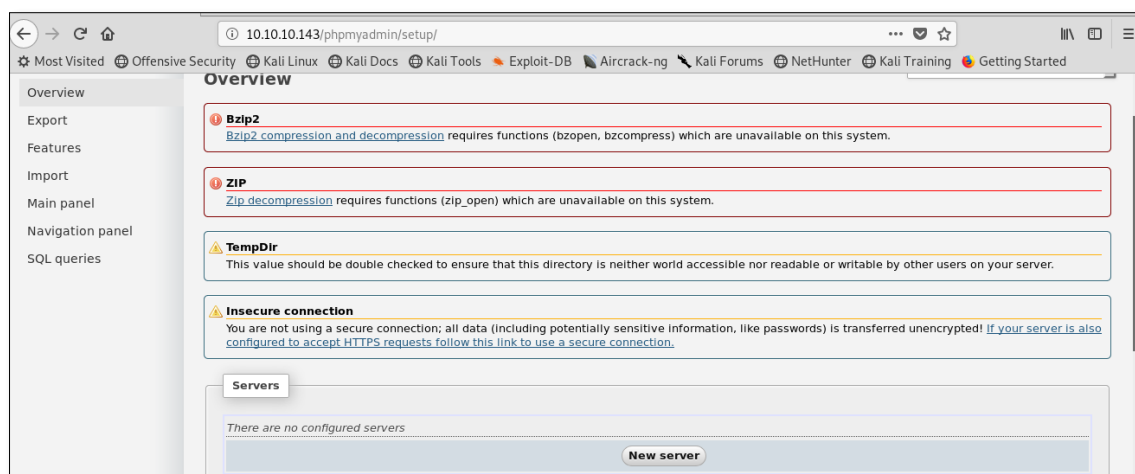 10.10.10.143/phpmyadmin/setup/
Most Visited Offensive Security Kali Linux Kali Docs Kali Tools Exploit-DB Aircrack-ng Kali Forums NetHunter Kali Training Getting Started
Overview
Export
Features
Import
Main panel
Navigation panel
SQL queries
Overview
Bzip2
Bzip2 compression and decompression requires functions (bzopen, bzcompress) which are unavailable on this system.
ZIP
Zip decompression requires functions (zip_open) which are unavailable on this system.
TempDir
This value should be double checked to ensure that this directory is neither world accessible nor readable or writable by other users on your server.
Insecure connection
You are not using a secure connection; all data (including potentially sensitive information, like passwords) is transferred unencrypted! If your server is also
configured to accept HTTPS requests follow this link to use a secure connection.
Servers
There are no configured servers
New server